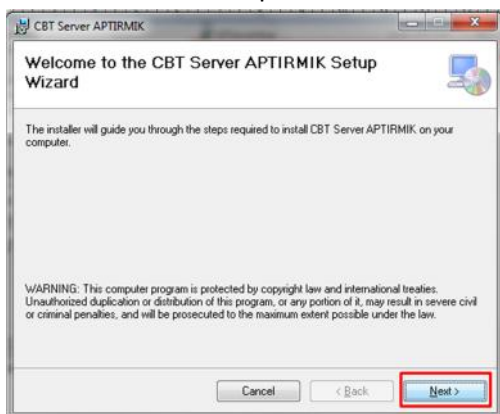 CBT Server APTIRMIK
Welcome to the CBT Server APTIRMIK Setup
Wizard
The installer will guide you through the steps required to install CBT Server APTIRMIK on your
computer.
WARNING: This computer program is protected by copyright law and international treaties.
Unauthorized duplication or distribution of this program, or any portion of it, may result in severe civil
or criminal penalties, and will be prosecuted to the maximum extent possible under the law.
Cancel
< Back
Next >